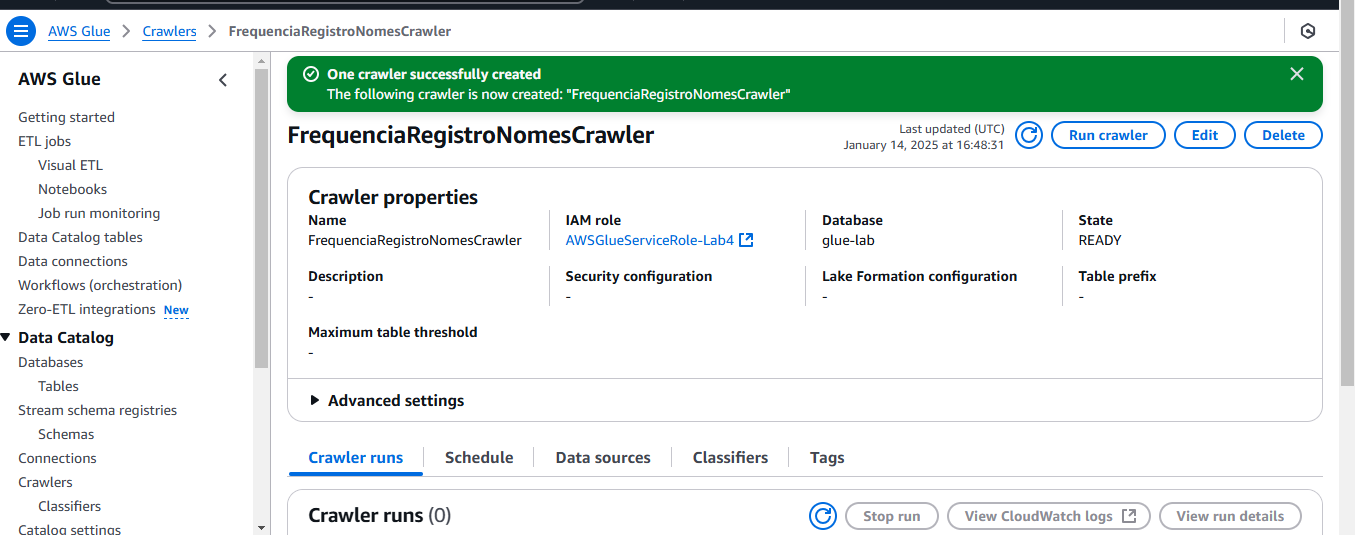 AWS Glue > Crawlers > FrequenciaRegistroNomesCrawler
AWS Glue
Getting started
ETL jobs
Visual ETL
Notebooks
Job run monitoring
Data Catalog tables
Data connections
Workflows (orchestration)
Zero-ETL integrations New
Data Catalog
Databases
Tables
Stream schema registries
Schemas
Connections
Crawlers
Classifiers
Catalog settings
One crawler successfully created
The following crawler is now created: "FrequenciaRegistroNomesCrawler"
FrequenciaRegistroNomesCrawler
Last updated (UTC)
January 14, 2025 at 16:48:31
Run crawler
Edit
Delete
Crawler properties
Name
FrequenciaRegistroNomesCrawler
IAM role
AWSGlueServiceRole-Lab4
Database
glue-lab
State
READY
Description
-
Security configuration
-
Lake Formation configuration
-
Table prefix
-
Maximum table threshold
-
Advanced settings
Crawler runs
Schedule
Data sources
Classifiers
Tags
Crawler runs (0)
Stop run
View CloudWatch logs
View run details